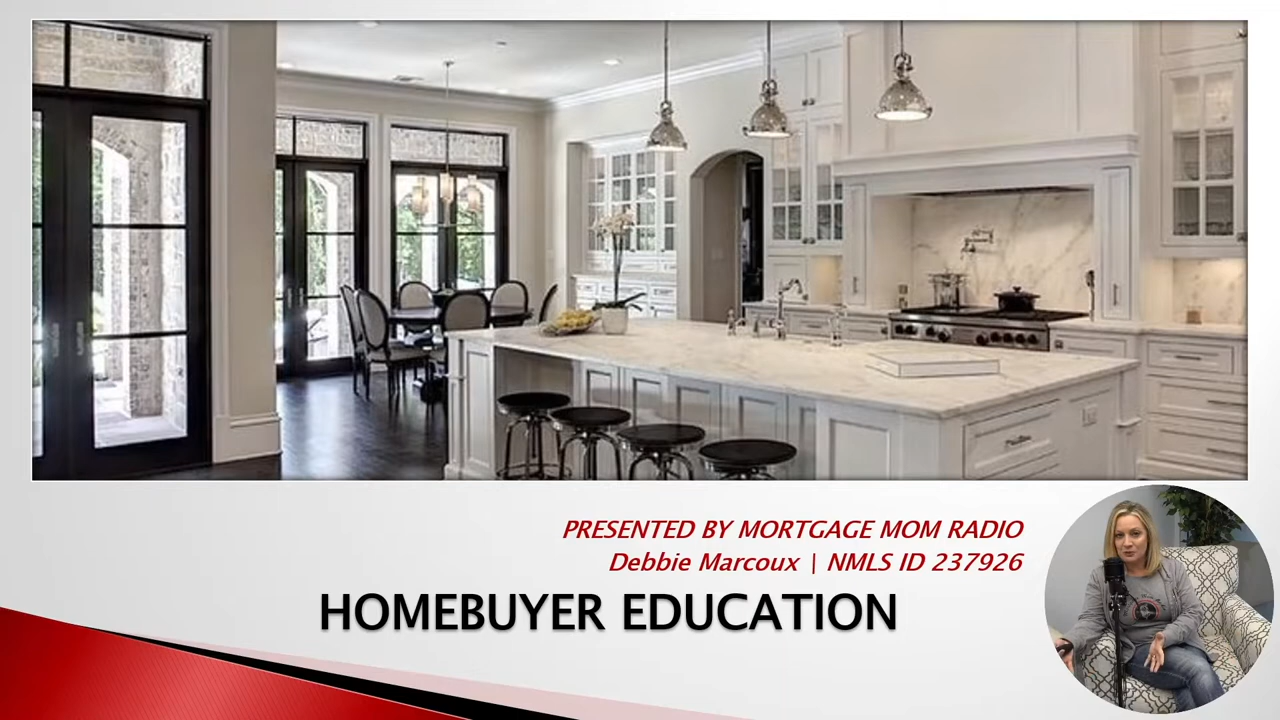 PRESENTED BY MORTGAGE MOM RADIO
Debbie Marcoux | NMLS ID 237926
HOMEBUYER EDUCATION